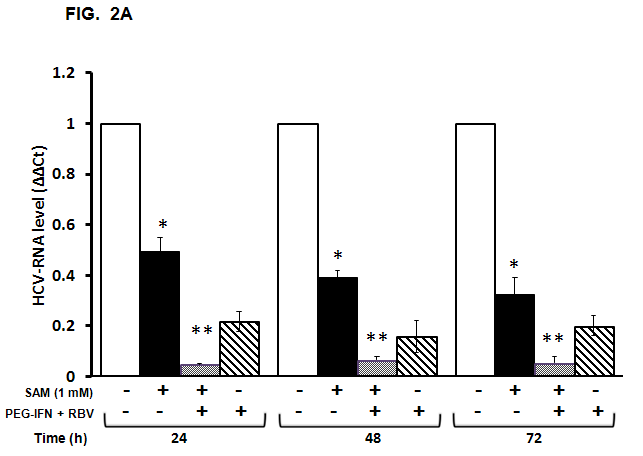 FIG. 2A
HCV-RNA level (ΔΔCt)
1.2
1
0.8
0.6
0.4
0.2
0
*
**
*
**
*
**
SAM (1 mM) - + + - - + + - - + + -
PEG-IFN + RBV - - + + - - + + - - + +
Time (h) 24 48 72